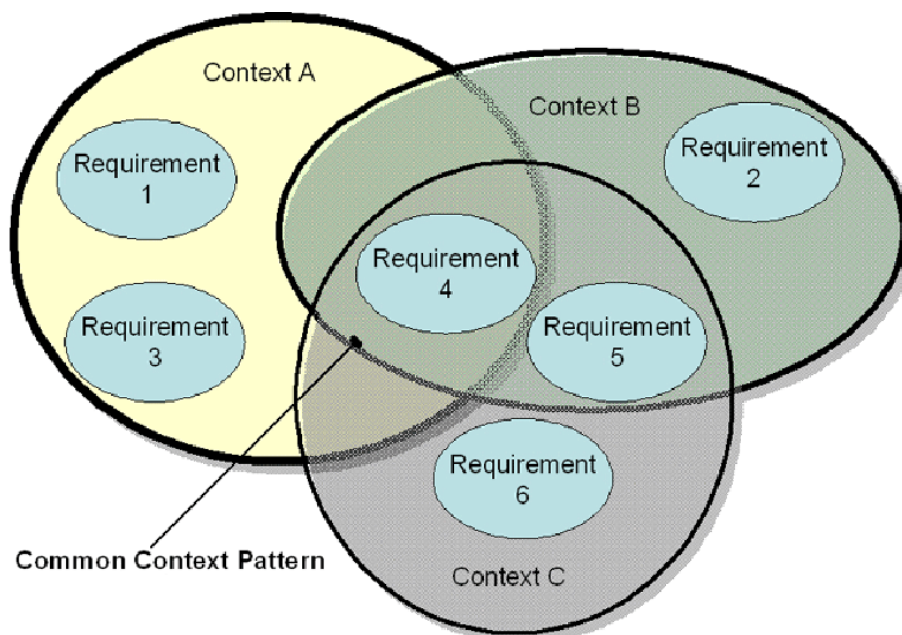 Context A
Context B
Requirement
1
Requirement
2
Requirement
4
Requirement
3
Requirement
5
Requirement
6
Common Context Pattern
Context C